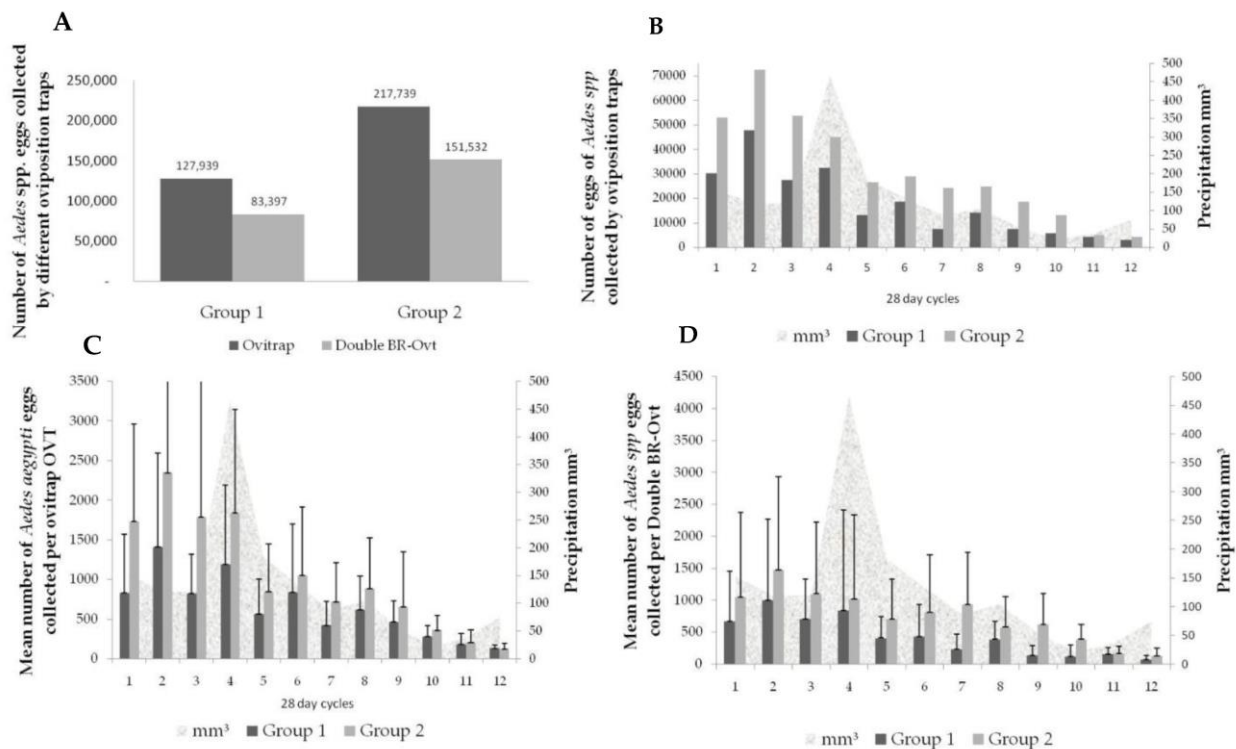 A
Number of Aedes spp. eggs collected
by different oviposition traps
250,000
200,000
150,000
100,000
50,000
-
127,939
83,397
217,739
151,532
Group 1
Group 2
Ovitrap
Double BR-Ovt
B
Number of eggs of Aedes spp
collected by oviposition traps
70000
60000
50000
40000
30000
20000
10000
0
500
450
400
350
300
250
200
150
100
50
0
Precipitation mm³
1 2 3 4 5 6 7 8 9 10 11 12
28 day cycles
mm³ Group 1 Group 2
C
Mean number of Aedes aegypti eggs
collected per ovitrap OVT
3500
3000
2500
2000
1500
1000
500
0
500
450
400
350
300
250
200
150
100
50
0
Precipitation mm³
1 2 3 4 5 6 7 8 9 10 11 12
28 day cycles
mm³ Group 1 Group 2
D
Mean number of Aedes spp eggs
collected per Double BR-Ovt
4500
4000
3500
3000
2500
2000
1500
1000
500
0
500
450
400
350
300
250
200
150
100
50
0
Precipitation mm³
1 2 3 4 5 6 7 8 9 10 11 12
mm³ Group 1 Group 2